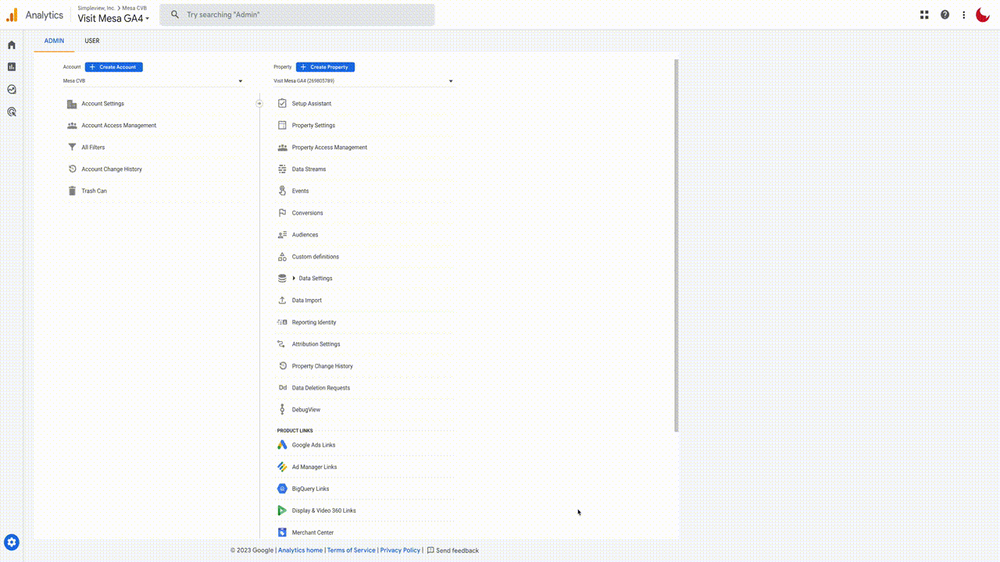 Analytics
Simpleview, Inc. > Mesa CVB
Visit Mesa GA4
Try searching "Admin"
ADMIN
USER
Account
Create Account
Mesa CVB
Account Settings
Account Access Management
All Filters
Account Change History
Trash Can
Property
Create Property
Visit Mesa GA4 (269805789)
Setup Assistant
Property Settings
Property Access Management
Data Streams
Events
Conversions
Audiences
Custom definitions
Data Settings
Data Import
Reporting Identity
Attribution Settings
Property Change History
Dd Data Deletion Requests
DebugView
PRODUCT LINKS
Google Ads Links
Ad Manager Links
BigQuery Links
Display & Video 360 Links
Merchant Center
© 2023 Google | Analytics home | Terms of Service | Privacy Policy | Send feedback